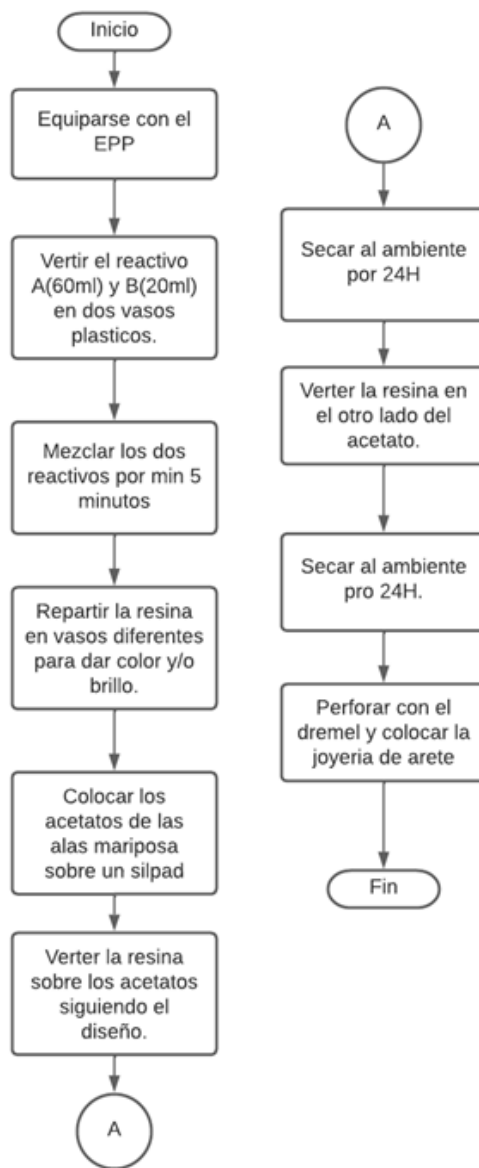 Inicio
Equiparse con el
EPP
Vertir el reactivo
A(60ml) y B(20ml)
en dos vasos
plasticos.
Mezclar los dos
reactivos por min 5
minutos
Repartir la resina
en vasos diferentes
para dar color y/o
brillo.
Colocar los
acetatos de las
alas mariposa
sobre un silpad
Verter la resina
sobre los acetatos
siguiendo el
diseño.
A
A
Secar al ambiente
por 24H
Verter la resina en
el otro lado del
acetato.
Secar al ambiente
pro 24H.
Perforar con el
dremel y colocar la
joyeria de arete
Fin